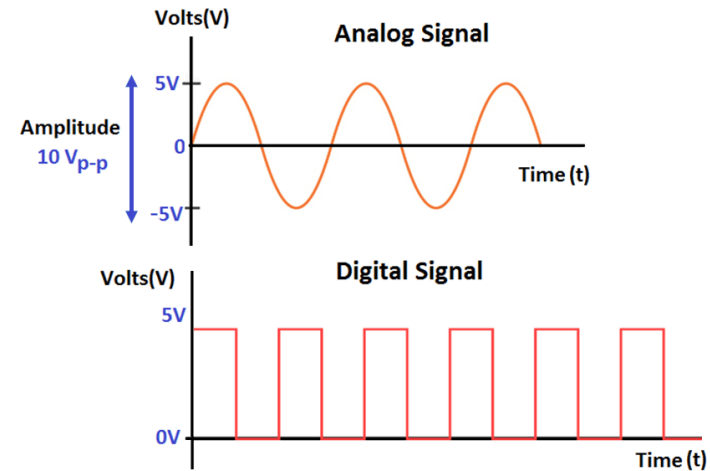 Volts(V)
Analog Signal
5V
Amplitude
10 Vp-p
0
Time (t)
-5V
Digital Signal
Volts(V)
5V
0V
Time (t)